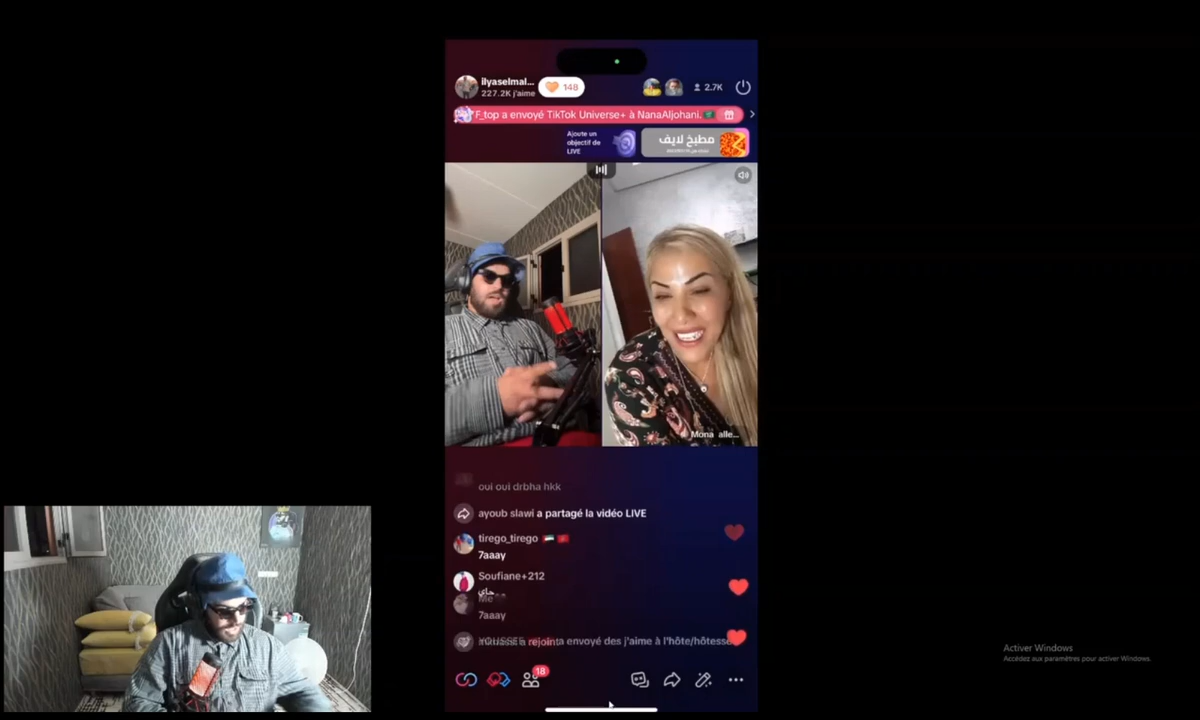 ilyaselmal...
227.2K j'aime
148
2.7K
F_top a envoyé TikTok Universe+ à NanaAljohani.
Ajoute un
objectif de
LIVE
مطبخ لايف
Mona alle...
oui oui drbha hkk
ayoub slawi a partagé la vidéo LIVE
tirego_tirego
7aaay
Soufiane+212
Me
7aaay
a envoyé des j'aime à l'hôte/hôtesse
18
Activer Windows
Accédez aux paramètres pour activer Windows.